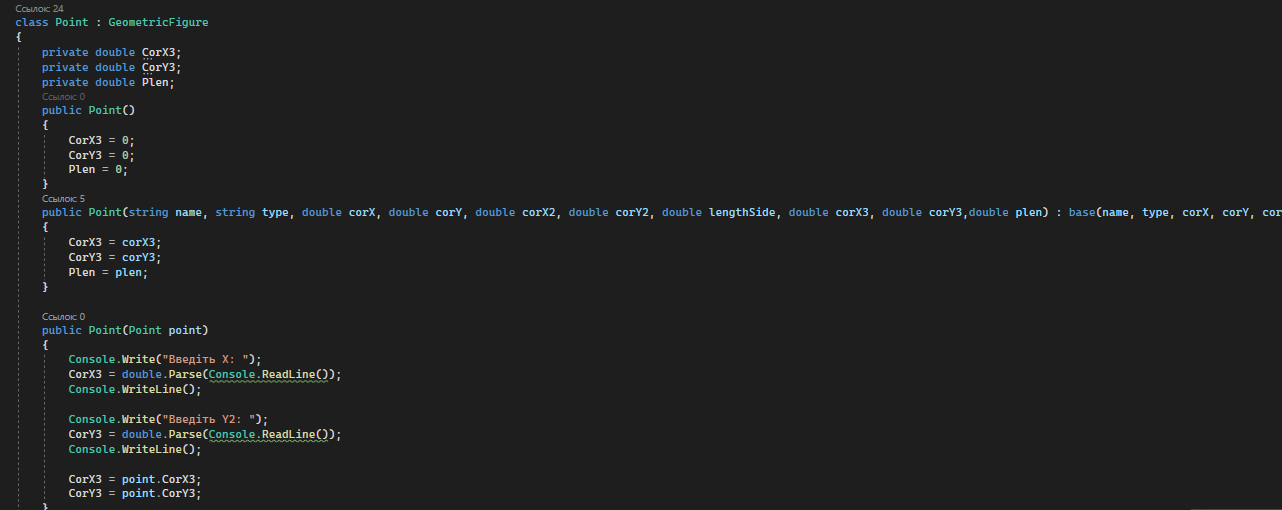 Ссылок: 24
class Point : GeometricFigure
{
private double CorX3;
private double CorY3;
private double Plen;
Ссылок: 0
public Point()
{
CorX3 = 0;
CorY3 = 0;
Plen = 0;
}
Ссылок: 5
public Point(string name, string type, double corX, double corY, double corX2, double corY2, double lengthSide, double corX3, double corY3,double plen) : base(name, type, corX, corY, cor
{
CorX3 = corX3;
CorY3 = corY3;
Plen = plen;
}
Ссылок: 0
public Point(Point point)
{
Console.Write("Введіть X: ");
CorX3 = double.Parse(Console.ReadLine());
Console.WriteLine();
Console.Write("Введіть Y2: ");
CorY3 = double.Parse(Console.ReadLine());
Console.WriteLine();
CorX3 = point.CorX3;
CorY3 = point.CorY3;
}